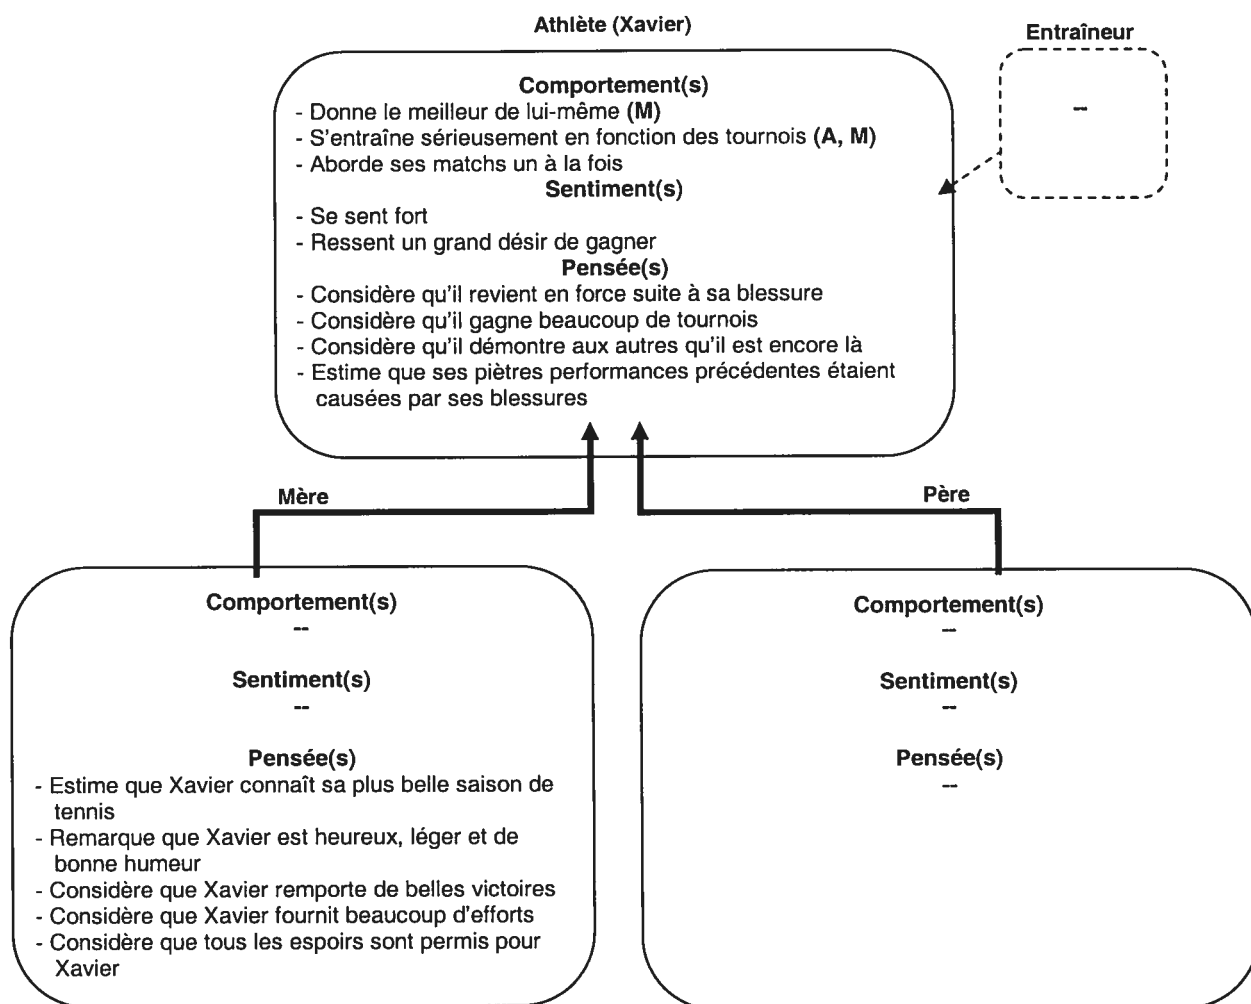 Athlète (Xavier)
Entraîneur
--
Comportement(s)
- Donne le meilleur de lui-même (M)
- S'entraîne sérieusement en fonction des tournois (A, M)
- Aborde ses matchs un à la fois
Sentiment(s)
- Se sent fort
- Ressent un grand désir de gagner
Pensée(s)
- Considère qu'il revient en force suite à sa blessure
- Considère qu'il gagne beaucoup de tournois
- Considère qu'il démontre aux autres qu'il est encore là
- Estime que ses piètres performances précédentes étaient
causées par ses blessures
Mère
Père
Comportement(s)
--
Sentiment(s)
--
Pensée(s)
- Estime que Xavier connaît sa plus belle saison de
tennis
- Remarque que Xavier est heureux, léger et de
bonne humeur
- Considère que Xavier remporte de belles victoires
- Considère que Xavier fournit beaucoup d'efforts
- Considère que tous les espoirs sont permis pour
Xavier
Comportement(s)
--
Sentiment(s)
--
Pensée(s)
--